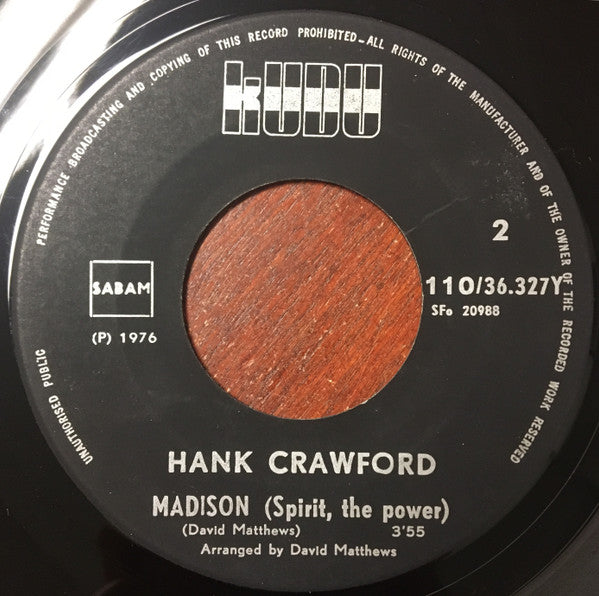 UNAUTHORISED PUBLIC PERFORMANCE BROADCASTING AND COPYING OF THIS RECORD PROHIBITED_ALL RIGHTS OF THE MANUFACTURER AND OF THE OWNER OF THE RECORDED WORK RESERVED
KUDU
2
SABAM
110/36.327Y
SFo 20988
(P) 1976
HANK CRAWFORD
MADISON (Spirit, the power)
(David Matthews) 3'55
Arranged by David Matthews